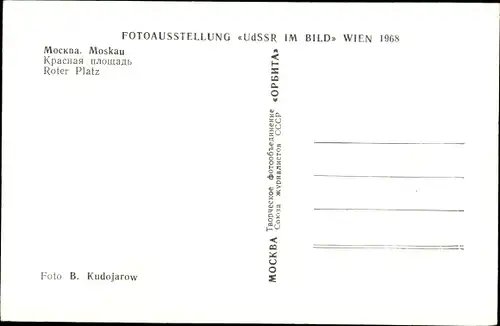 FOTOAUSSTELLUNG «UdSSR IM BILD» WIEN 1968
Москва. Moskau
Красная площадь
Roter Platz
МОСКВА Творческое фотообъединение «ОРБИТА»
Союза журналистов СССР
Foto B. Kudojarow